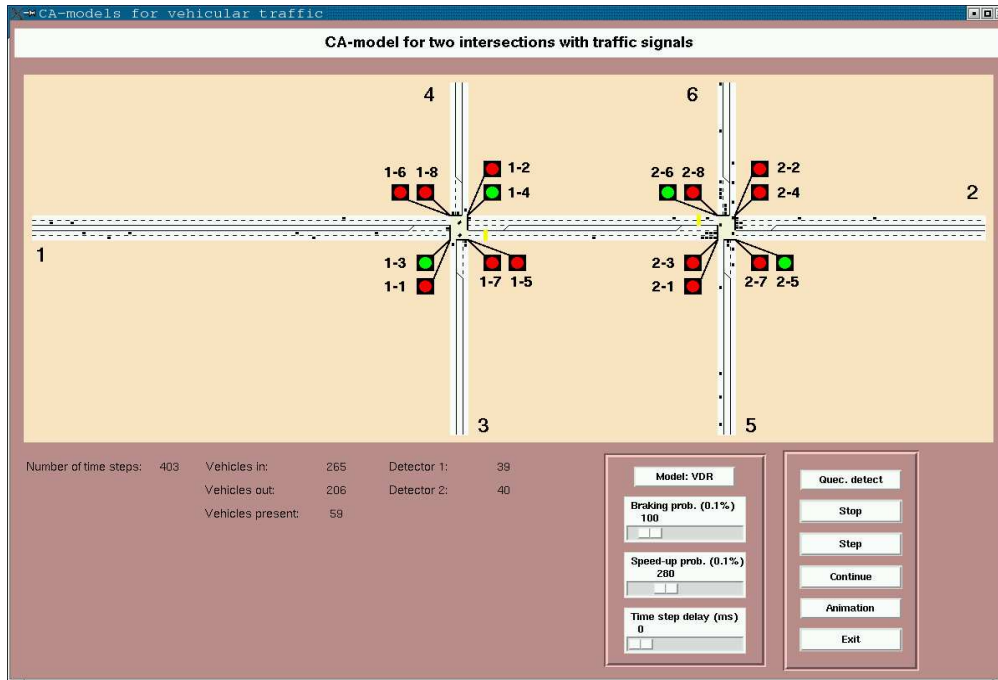 CA-models for vehicular traffic
CA-model for two intersections with traffic signals
4
6
1-6 1-8
1-2
2-6 2-8
2-2
1-4
2-4
2
1
1-3
1-7 1-5
2-3
2-7 2-5
1-1
2-1
3
5
Number of time steps: 403 Vehicles in: 265 Detector 1: 39
Vehicles out: 206 Detector 2: 40
Vehicles present: 59
Model: VDR
Braking prob. (0.1%)
100
Speed-up prob. (0.1%)
280
Time step delay (ms)
0
Quec. detect
Stop
Step
Continue
Animation
Exit